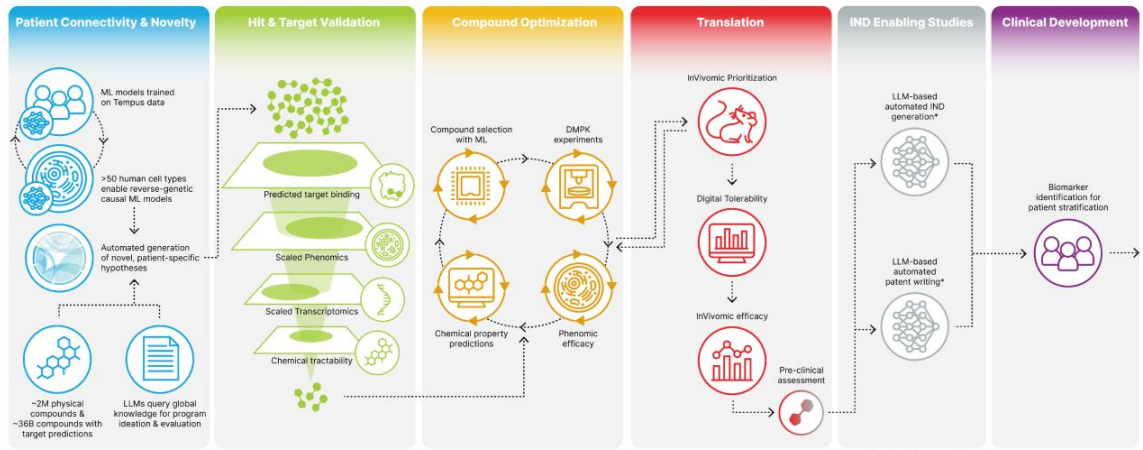 Patient Connectivity & Novelty
ML models trained
on Tempus data
>50 human cell types
enable reverse-genetic
causal ML models
Automated generation
of novel, patient-specific
hypotheses
~2M physical
compounds &
~36B compounds with
target predictions
LLMs query global
knowledge for program
ideation & evaluation
Hit & Target Validation
Predicted target binding
Scaled Phenomics
Scaled Transcriptomics
Chemical tractability
Compound Optimization
Compound selection
with ML
DMPK
experiments
Chemical property
predictions
Phenomic
efficacy
Translation
InVivomic Prioritization
Digital Tolerability
InVivomic efficacy
Pre-clinical
assessment
IND Enabling Studies
LLM-based
automated IND
generation*
LLM-based
automated
patent writing*
Clinical Development
Biomarker
identification for
patient stratification